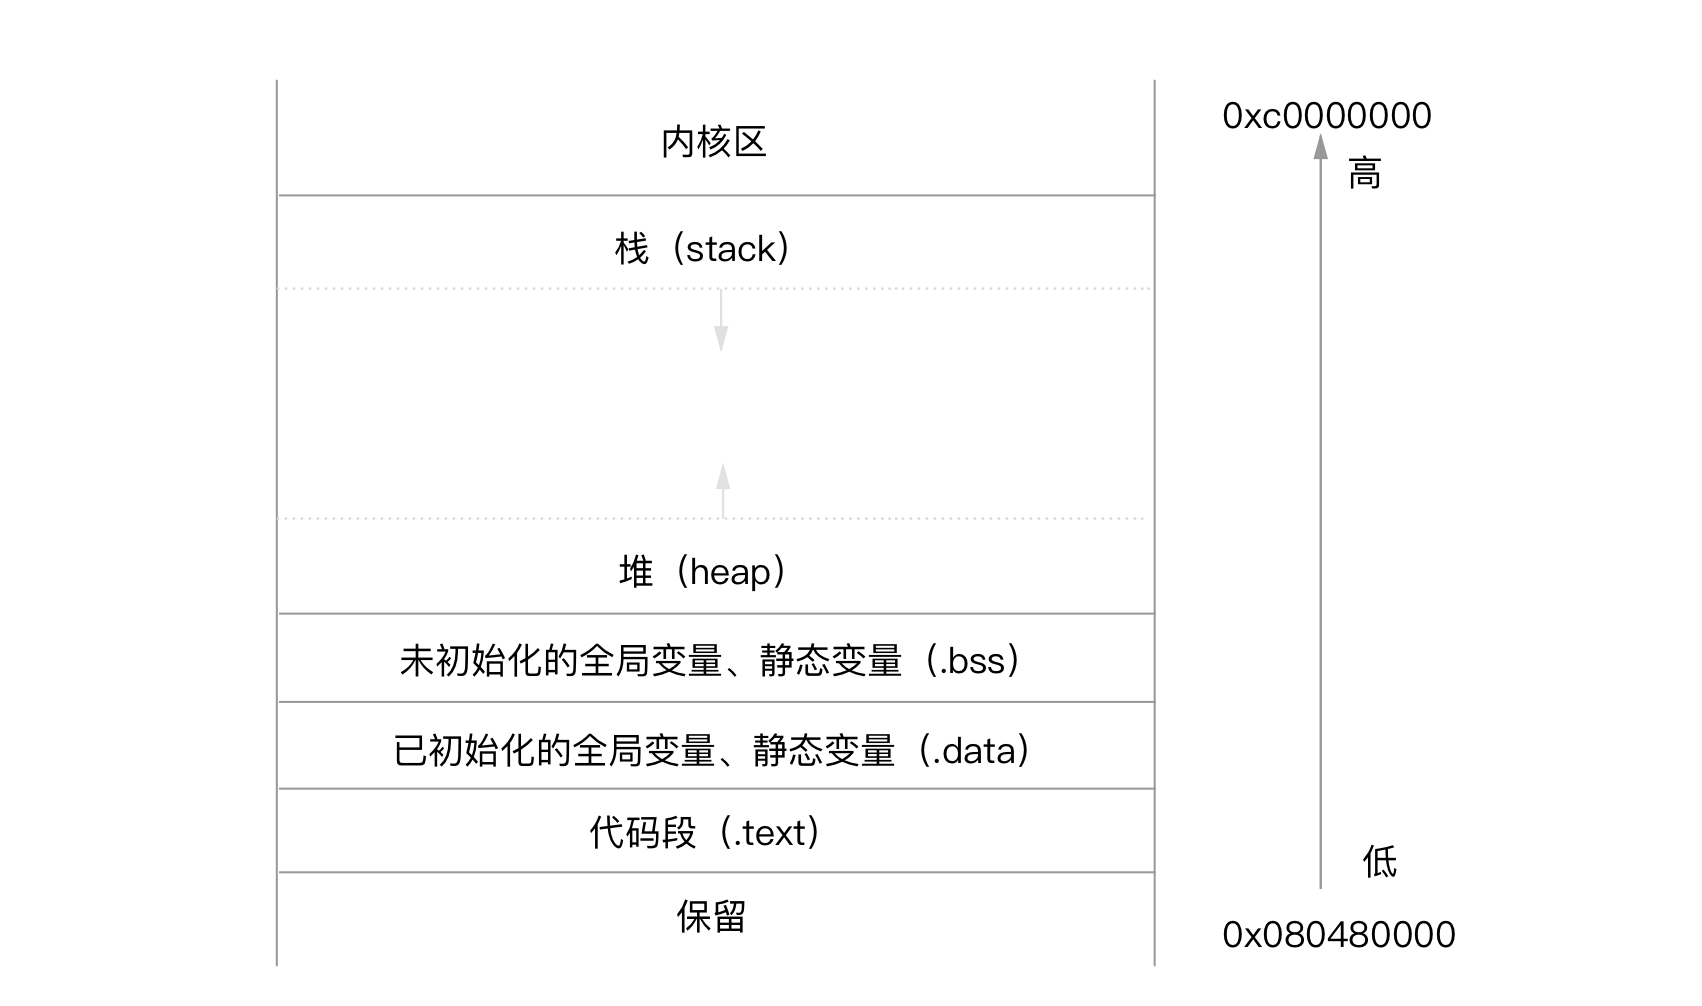 内核区
0xc0000000
高
栈（stack）
堆（heap）
未初始化的全局变量、静态变量（.bss）
已初始化的全局变量、静态变量（.data）
代码段（.text）
低
保留
0x080480000